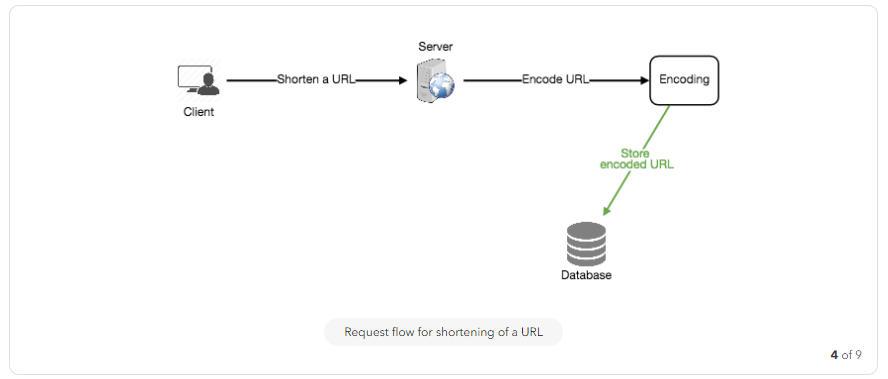 Server
Shorten a URL
Encode URL
Encoding
Client
Store
encoded URL
Database
Request flow for shortening of a URL
4 of 9